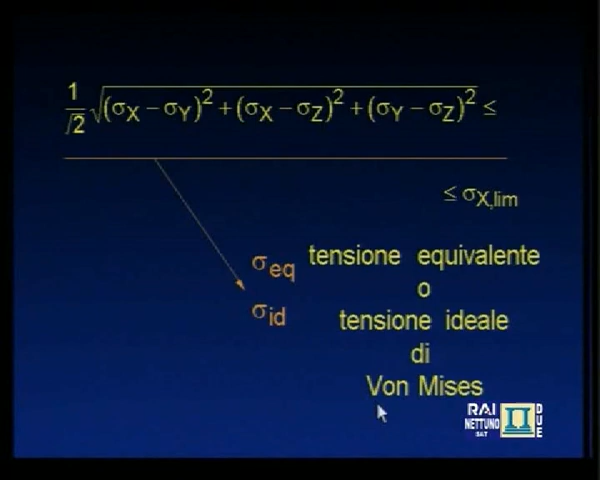 1/√2 √(σX − σY)² + (σX − σZ)² + (σY − σZ)² ≤
≤ σX,lim
σeq tensione equivalente
o
σid tensione ideale
di
Von Mises
RAI
NETTUNO
SAT
DUE